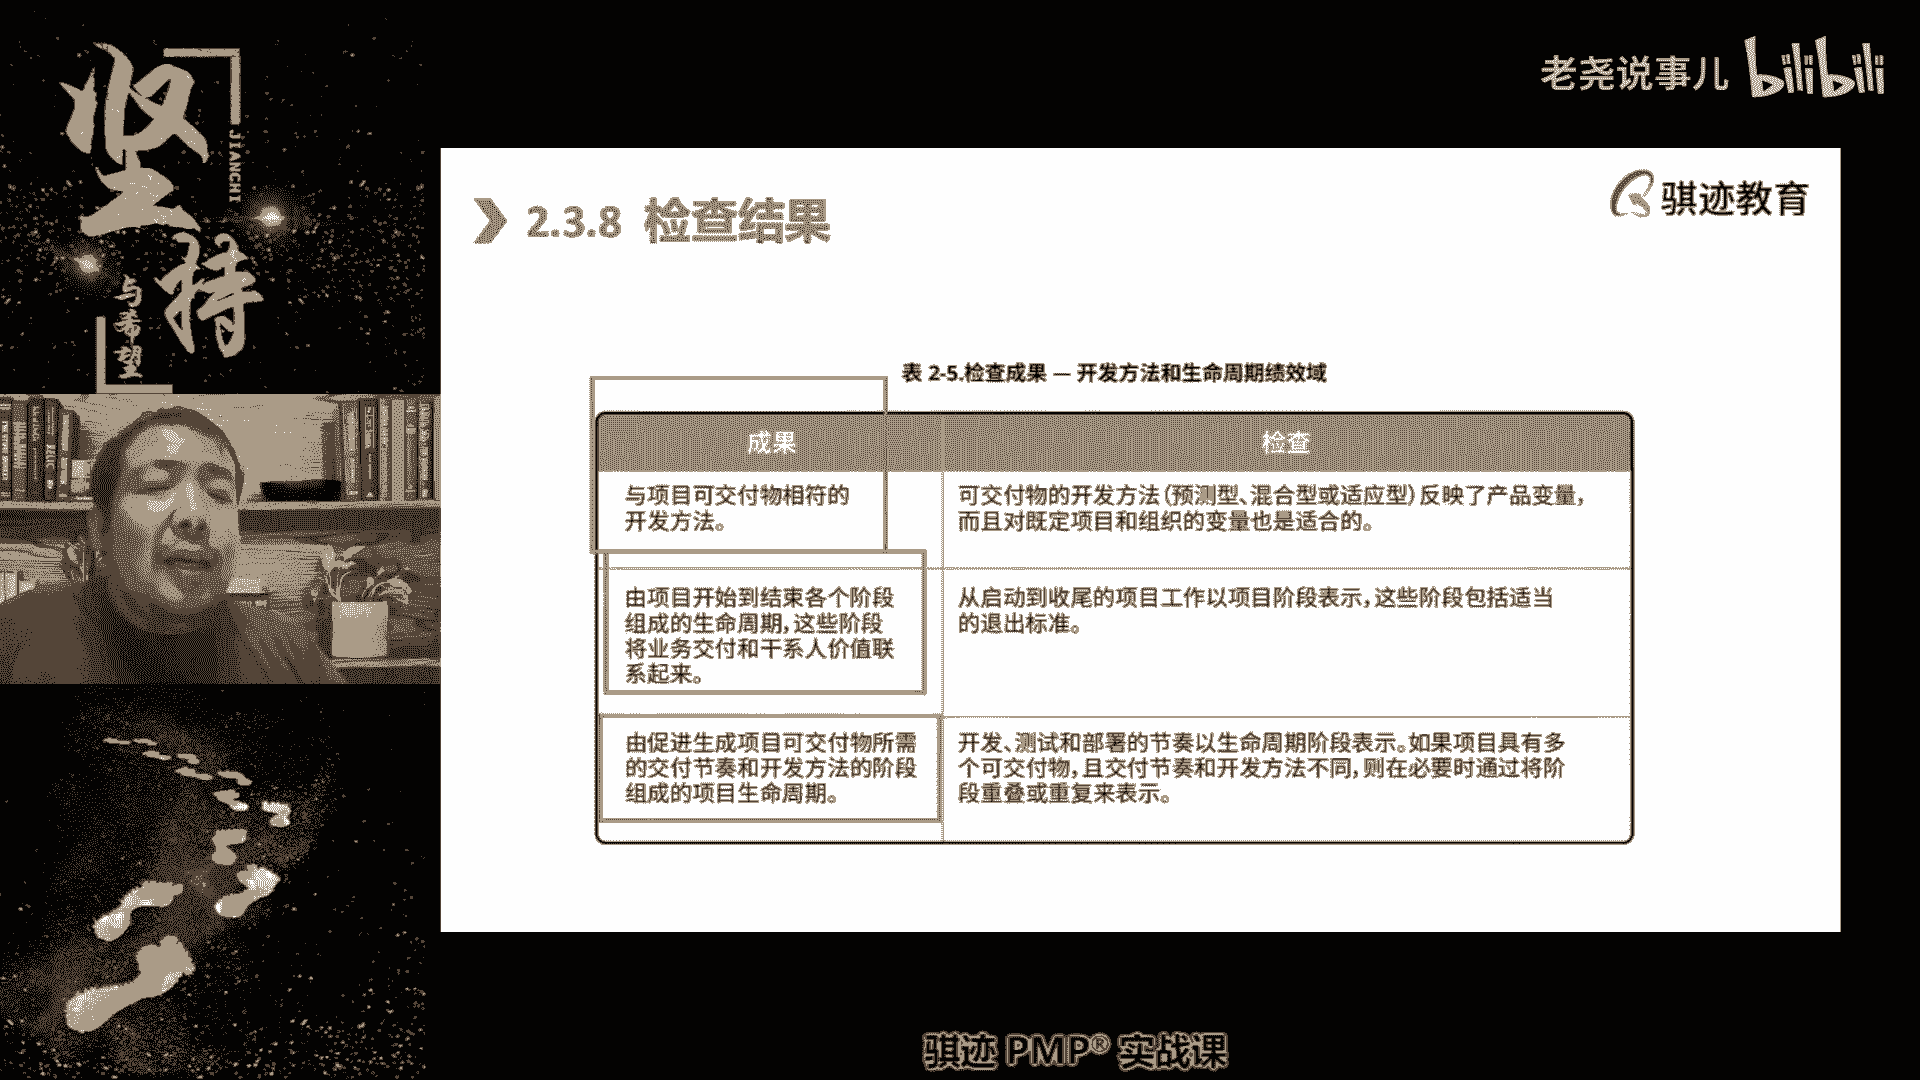 坚
JIANCHI
持
与希望
老尧说事儿 bilibili
骐迹教育
2.3.8 检查结果
表 2-5.检查成果 — 开发方法和生命周期绩效域
成果
检查
与项目可交付物相符的
开发方法。
可交付物的开发方法(预测型、混合型或适应型)反映了产品变量,
而且对既定项目和组织的变量也是适合的。
由项目开始到结束各个阶段
组成的生命周期,这些阶段
将业务交付和干系人价值联
系起来。
从启动到收尾的项目工作以项目阶段表示,这些阶段包括适当
的退出标准。
由促进生成项目可交付物所需
的交付节奏和开发方法的阶段
组成的项目生命周期。
开发、测试和部署的节奏以生命周期阶段表示。如果项目具有多
个可交付物,且交付节奏和开发方法不同,则在必要时通过将阶
段重叠或重复来表示。
骐迹 PMP® 实战课